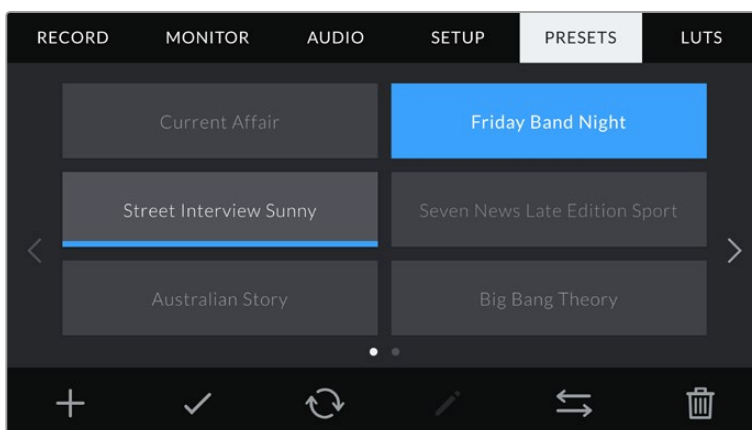 RECORD MONITOR AUDIO SETUP PRESETS LUTS
Current Affair Friday Band Night
Street Interview Sunny Seven News Late Edition Sport
Australian Story Big Bang Theory